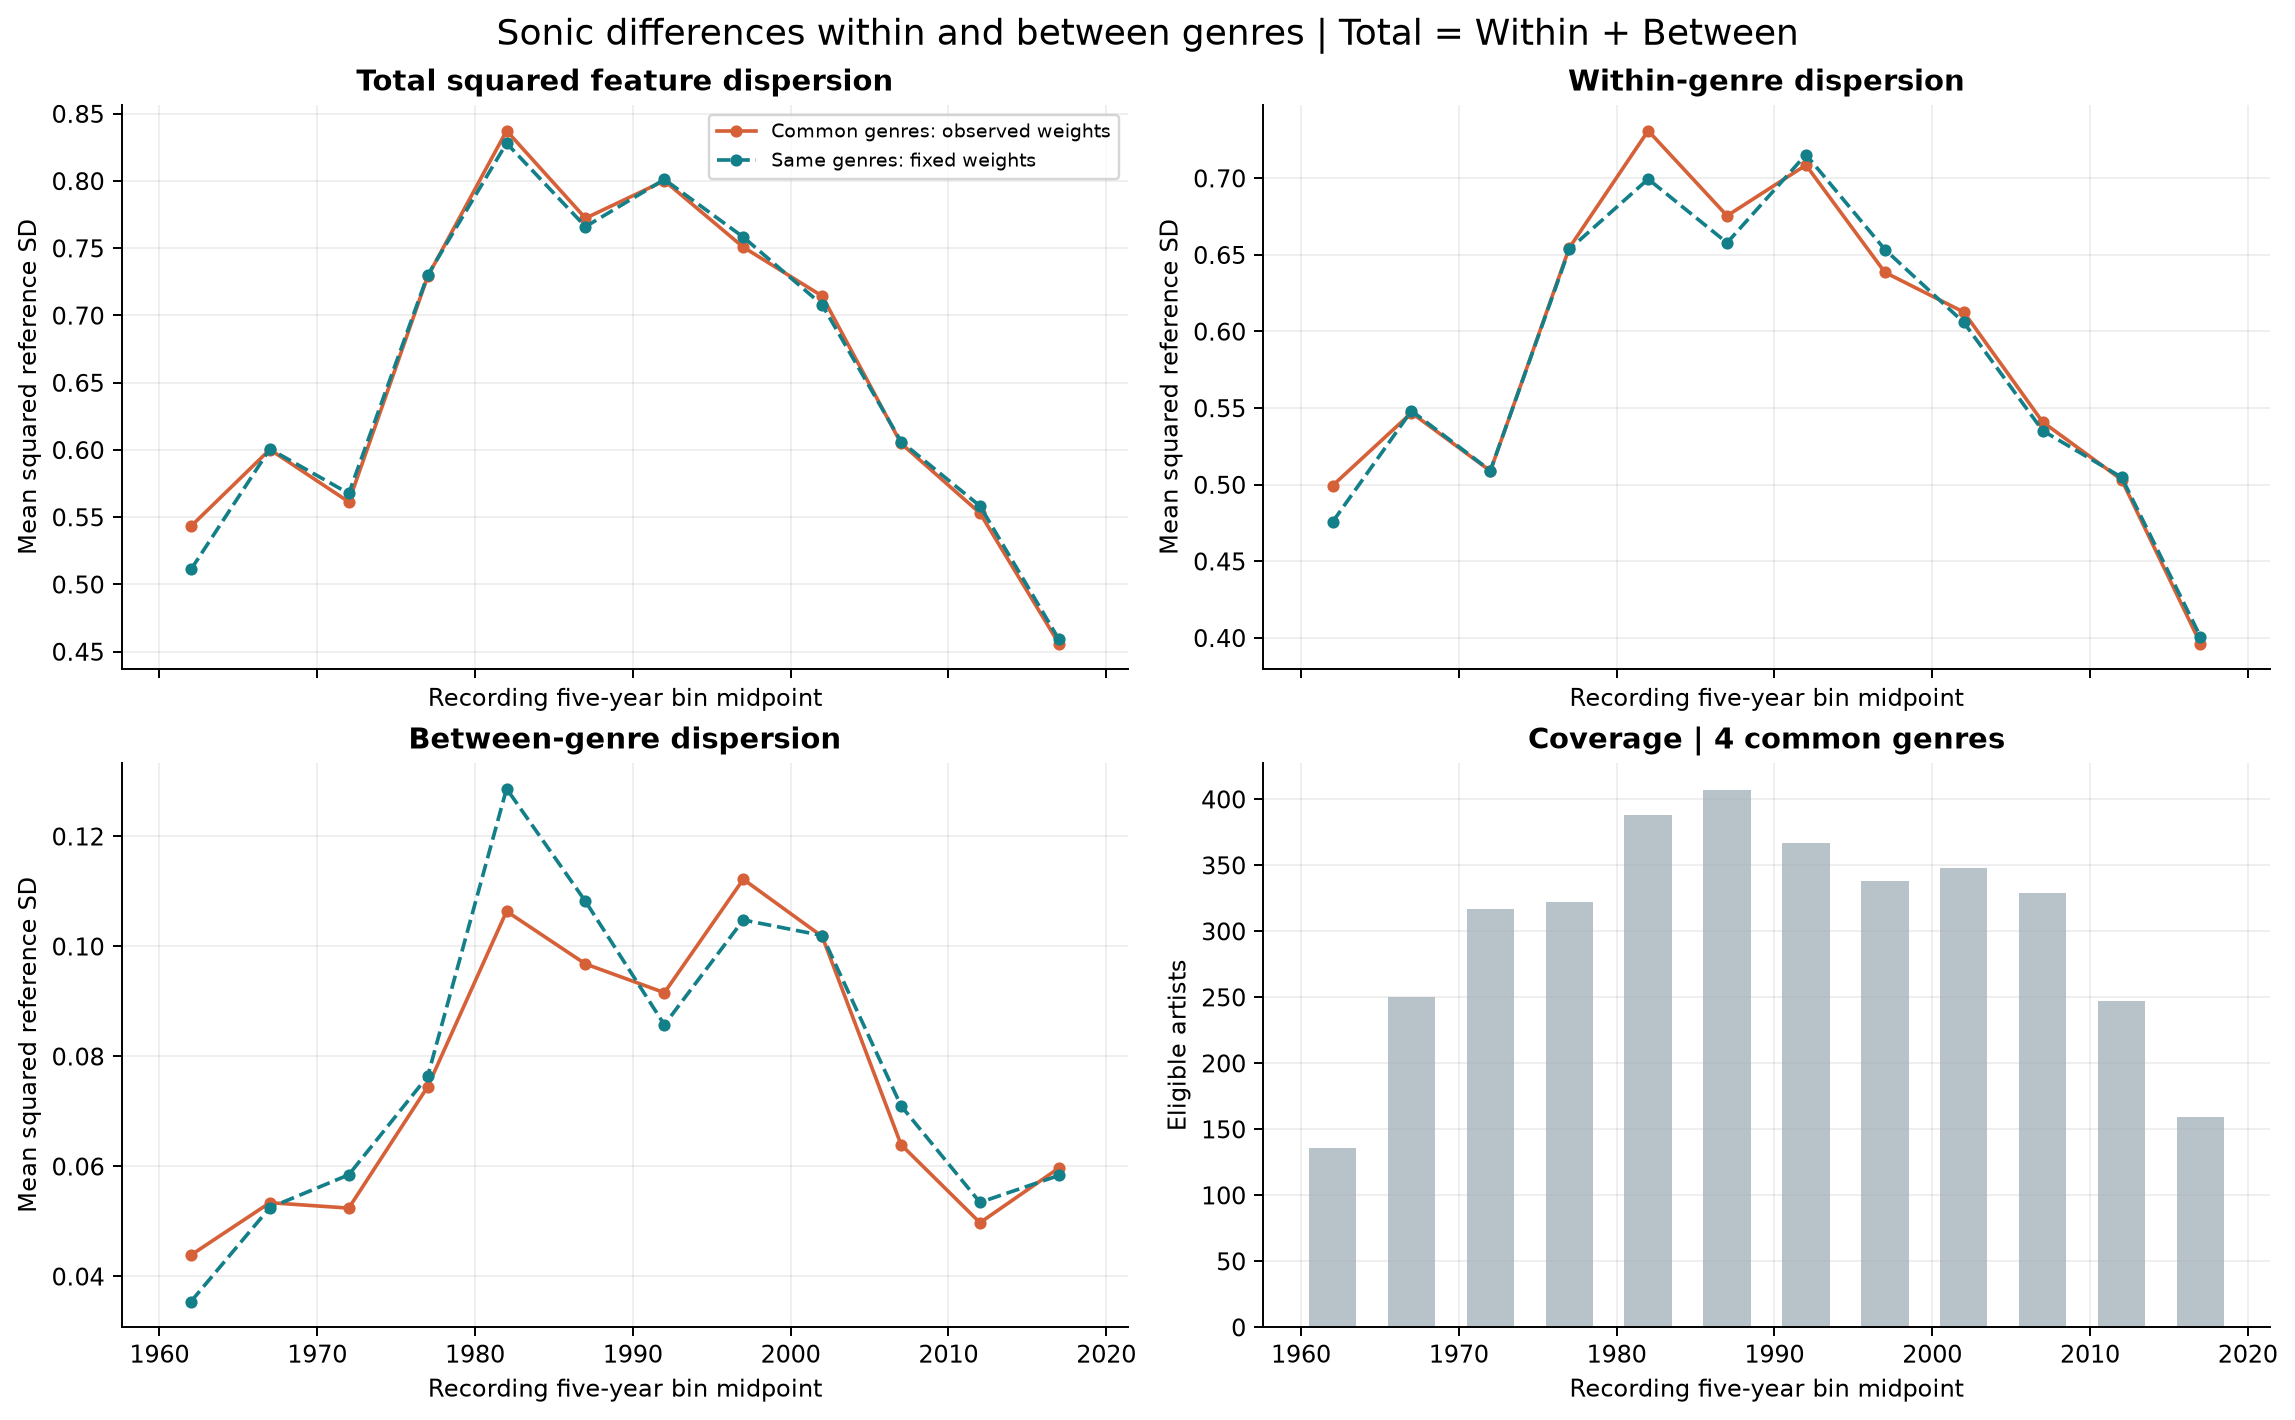 Sonic differences within and between genres | Total = Within + Between
Total squared feature dispersion
Mean squared reference SD
0.85
0.80
0.75
0.70
0.65
0.60
0.55
0.50
0.45
Common genres: observed weights
Same genres: fixed weights
Recording five-year bin midpoint
Within-genre dispersion
Mean squared reference SD
0.70
0.65
0.60
0.55
0.50
0.45
0.40
Recording five-year bin midpoint
Between-genre dispersion
Mean squared reference SD
0.12
0.10
0.08
0.06
0.04
1960 1970 1980 1990 2000 2010 2020
Recording five-year bin midpoint
Coverage | 4 common genres
Eligible artists
400
350
300
250
200
150
100
50
0
1960 1970 1980 1990 2000 2010 2020
Recording five-year bin midpoint